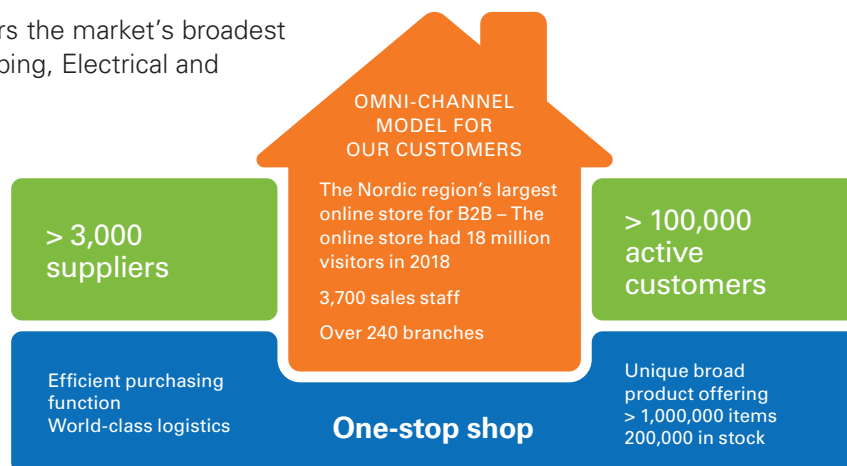 rs the market’s broadest
bing, Electrical and
OMNI-CHANNEL
MODEL FOR
OUR CUSTOMERS
The Nordic region’s largest
online store for B2B – The
online store had 18 million
visitors in 2018
3,700 sales staff
Over 240 branches
> 3,000
suppliers
> 100,000
active
customers
Efficient purchasing
function
World-class logistics
One-stop shop
Unique broad
product offering
> 1,000,000 items
200,000 in stock